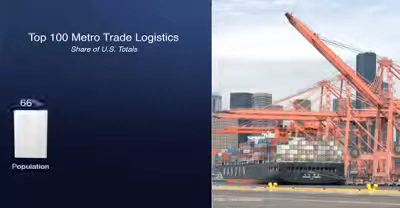 Top 100 Metro Trade Logistics
Share of U.S. Totals
66%
Population